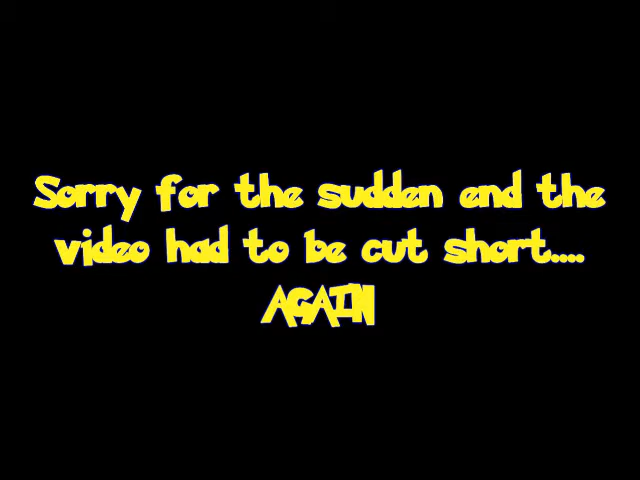 Sorry for the sudden end the
video had to be cut short....
AGAIN